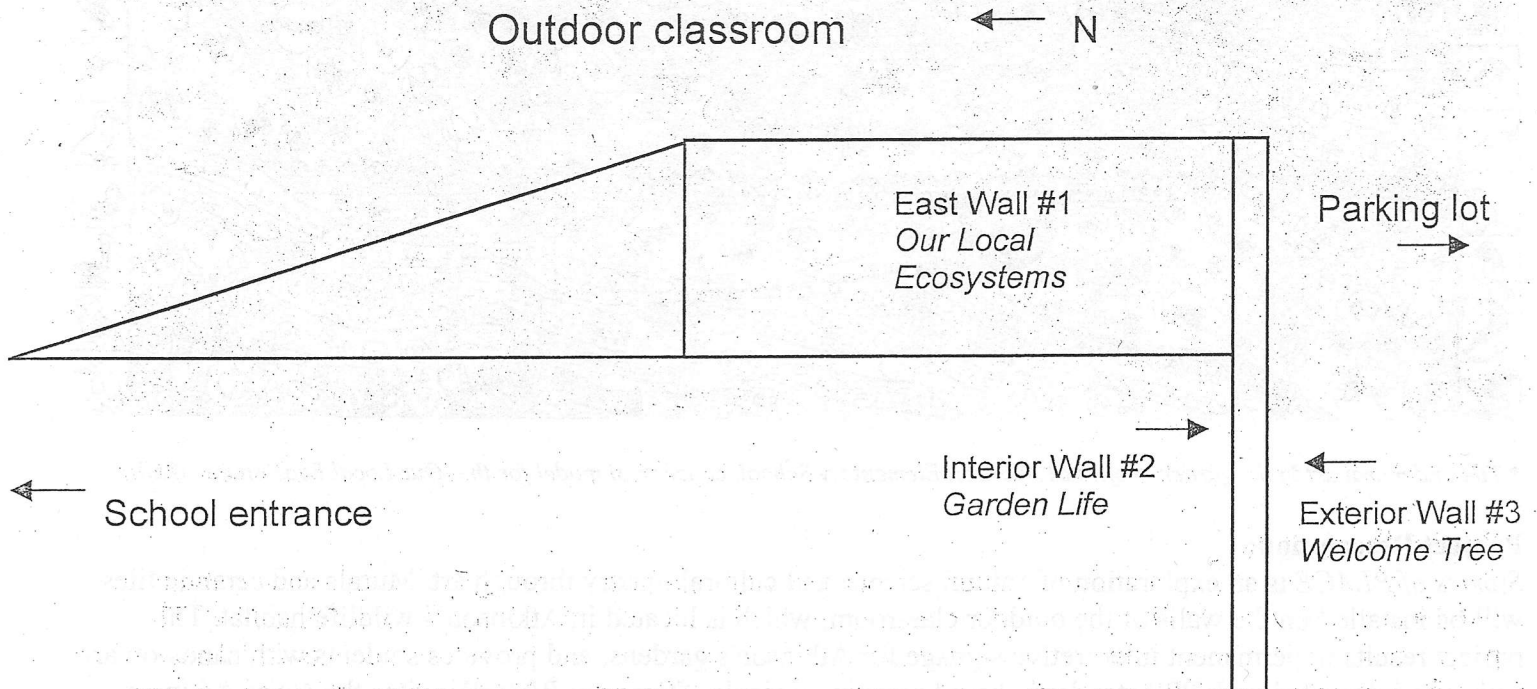 Outdoor classroom
N
East Wall #1
Our Local
Ecosystems
Parking lot
Interior Wall #2
Garden Life
School entrance
Exterior Wall #3
Welcome Tree